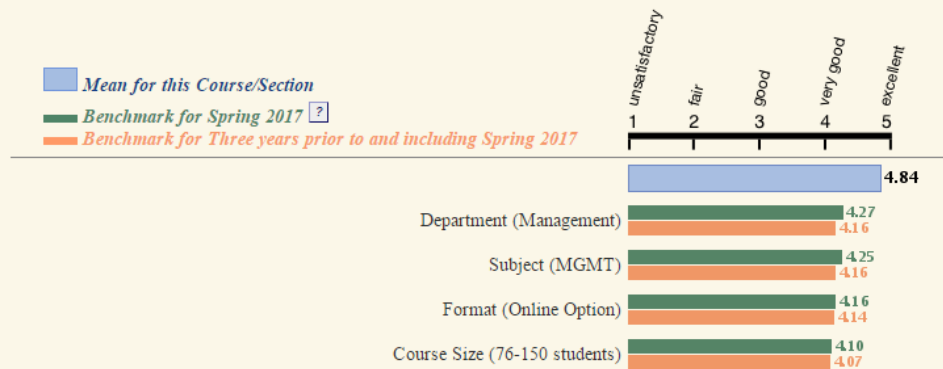 unsatisfactory
fair
good
very good
excellent
Mean for this Course/Section
Benchmark for Spring 2017 ?
Benchmark for Three years prior to and including Spring 2017
1 2 3 4 5
4.84
Department (Management) 4.27
4.16
Subject (MGMT) 4.25
4.16
Format (Online Option) 4.16
4.14
Course Size (76-150 students) 4.10
4.07